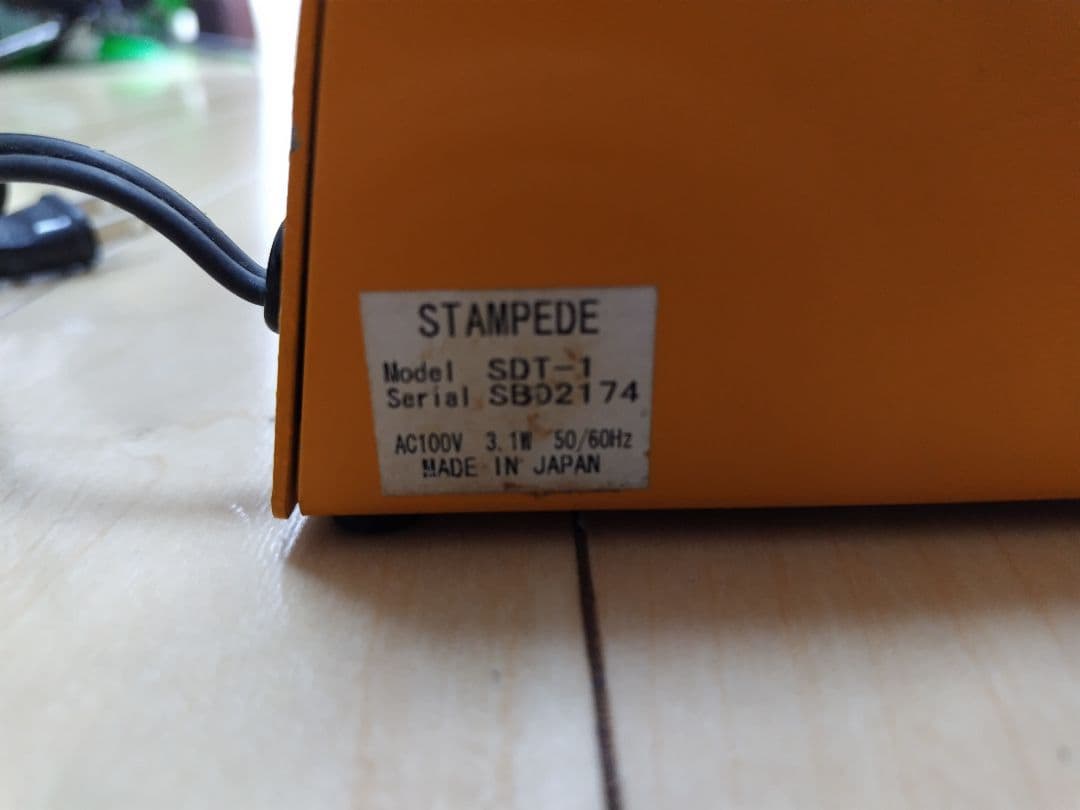 STAMPEDE
Model SDT-1
Serial SB02174
AC100V 3.1W 50/60Hz
MADE IN JAPAN